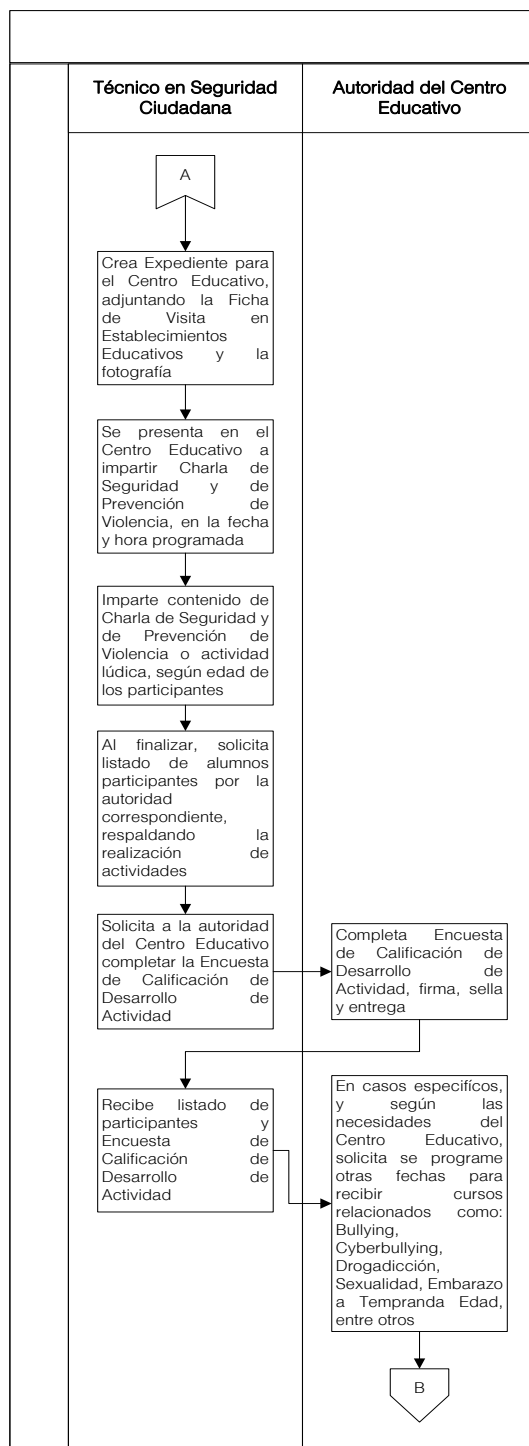 Técnico en Seguridad
Ciudadana
Autoridad del Centro
Educativo
A
Crea Expediente para
el Centro Educativo,
adjuntando la Ficha
de Visita en
Establecimientos
Educativos y la
fotografía
Se presenta en el
Centro Educativo a
impartir Charla de
Seguridad y de
Prevención de
Violencia, en la fecha
y hora programada
Imparte contenido de
Charla de Seguridad y
de Prevención de
Violencia o actividad
lúdica, según edad de
los participantes
Al finalizar, solicita
listado de alumnos
participantes por la
autoridad
correspondiente,
respaldando la
realización de
actividades
Solicita a la autoridad
del Centro Educativo
completar la Encuesta
de Calificación de
Desarrollo de
Actividad
Completa Encuesta
de Calificación de
Desarrollo de
Actividad, firma, sella
y entrega
Recibe listado de
participantes y
Encuesta de
Calificación de
Desarrollo de
Actividad
En casos especifícos,
y según las
necesidades del
Centro Educativo,
solicita se programe
otras fechas para
recibir cursos
relacionados como:
Bullying,
Cyberbullying,
Drogadicción,
Sexualidad, Embarazo
a Tempranda Edad,
entre otros
B